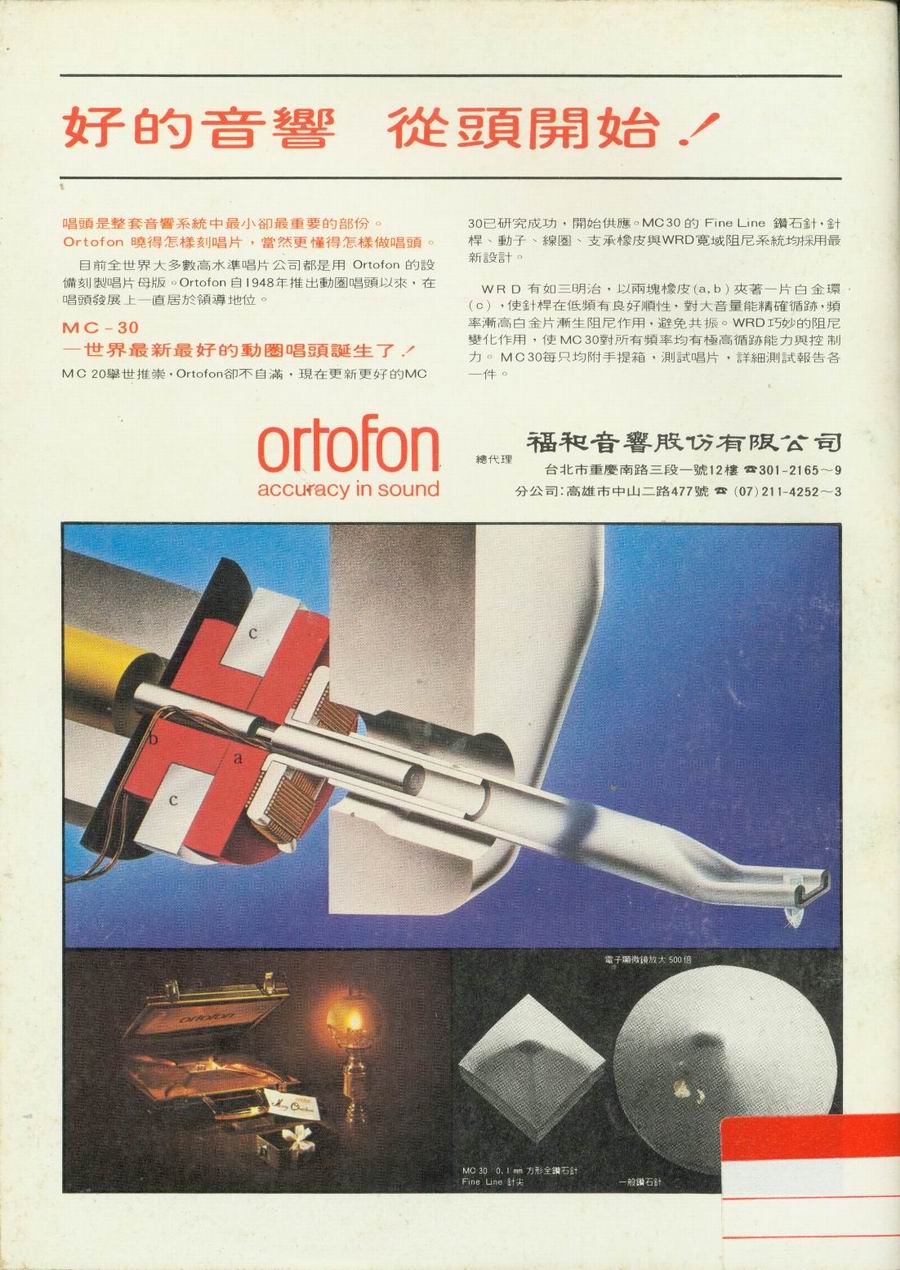 好的音響 從頭開始！
唱頭是整套音響系統中最小卻最重要的部份。
Ortofon 曉得怎樣刻唱片，當然更懂得怎樣做唱頭。
目前全世界大多數高水準唱片公司都是用 Ortofon 的設
備刻製唱片母版。Ortofon 自1948年推出動圈唱頭以來，在
唱頭發展上一直居於領導地位。
MC-30
一世界最新最好的動圈唱頭誕生了！
MC 20舉世推崇，Ortofon卻不自滿，現在更新更好的MC
30已研究成功，開始供應。MC30 的 Fine Line 鑽石針，針
桿、動子、線圈、支承橡皮與WRD寬域阻尼系統均採用最
新設計。
WRD 有如三明治，以兩塊橡皮(a,b)夾著一片白金環
(c)，使針桿在低頻有良好順性，對大音量能精確循跡，頻
率漸高白金片漸生阻尼作用，避免共振。WRD巧妙的阻尼
變化作用，使 MC 30對所有頻率均有極高循跡能力與控制
力。MC30每只均附手提箱，測試唱片，詳細測試報告各
一件。
ortofon
accuracy in sound
總代理 福和音響股份有限公司
台北市重慶南路三段一號12樓 ☎301-2165～9
分公司:高雄市中山二路477號 ☎ (07)211-4252～3
c
b
a
c
ortofon
Merry Christmas
電子顯微鏡放大 500倍
MC 30 0.1mm 方形全鑽石針
Fine Line 針尖
一般鑽石針